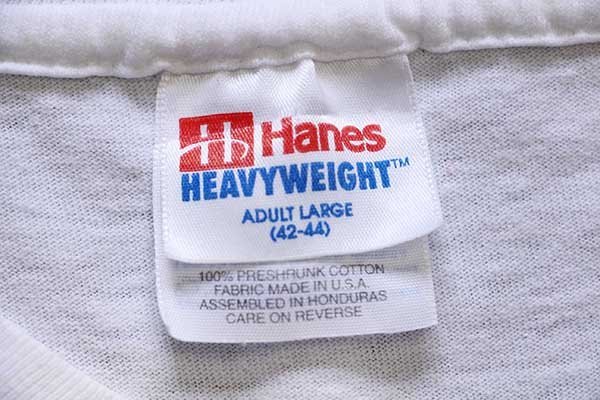 H Hanes
HEAVYWEIGHT™
ADULT LARGE
(42-44)
100% PRESHRUNK COTTON
FABRIC MADE IN U.S.A.
ASSEMBLED IN HONDURAS
CARE ON REVERSE